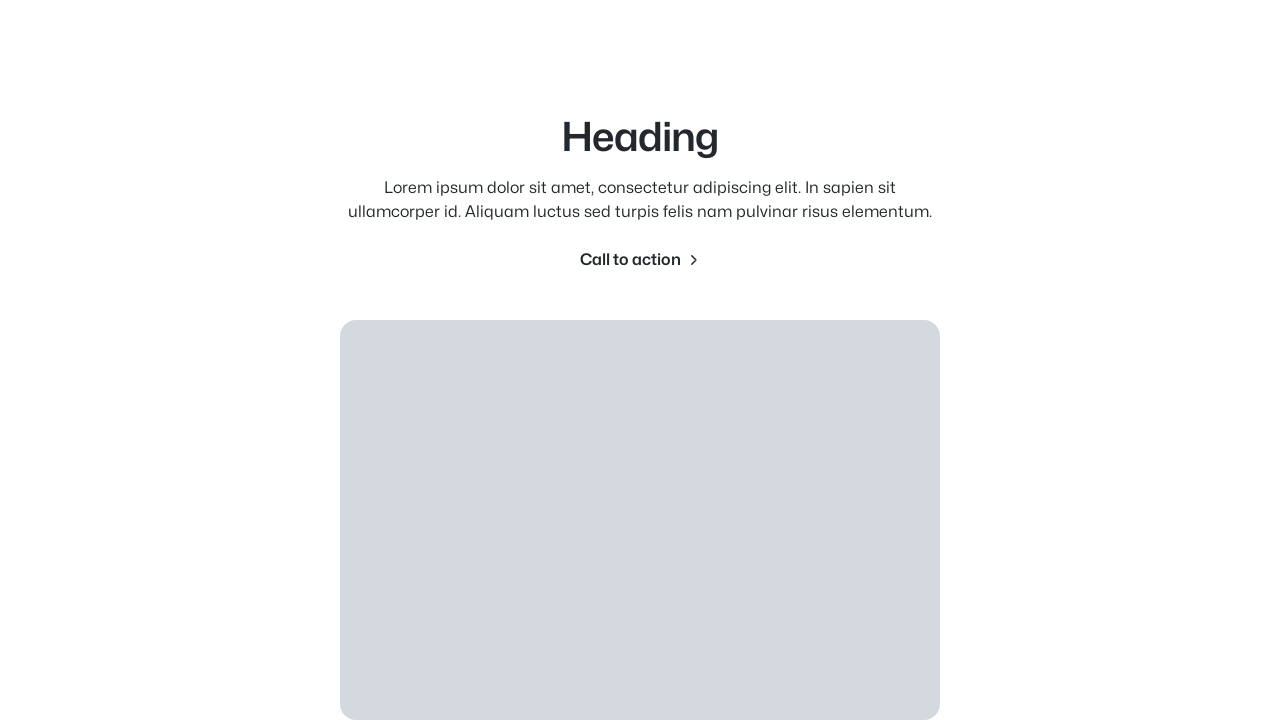 Heading
Lorem ipsum dolor sit amet, consectetur adipiscing elit. In sapien sit
ullamcorper id. Aliquam luctus sed turpis felis nam pulvinar risus elementum.
Call to action